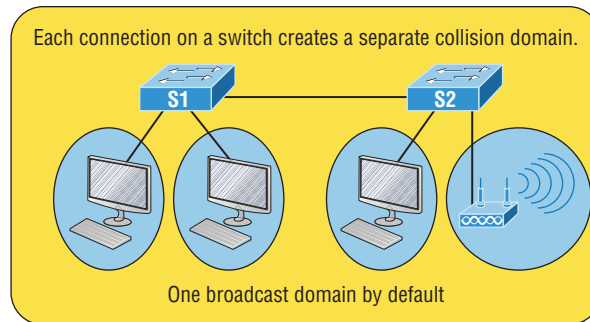 Each connection on a switch creates a separate collision domain.
S1
S2
One broadcast domain by default